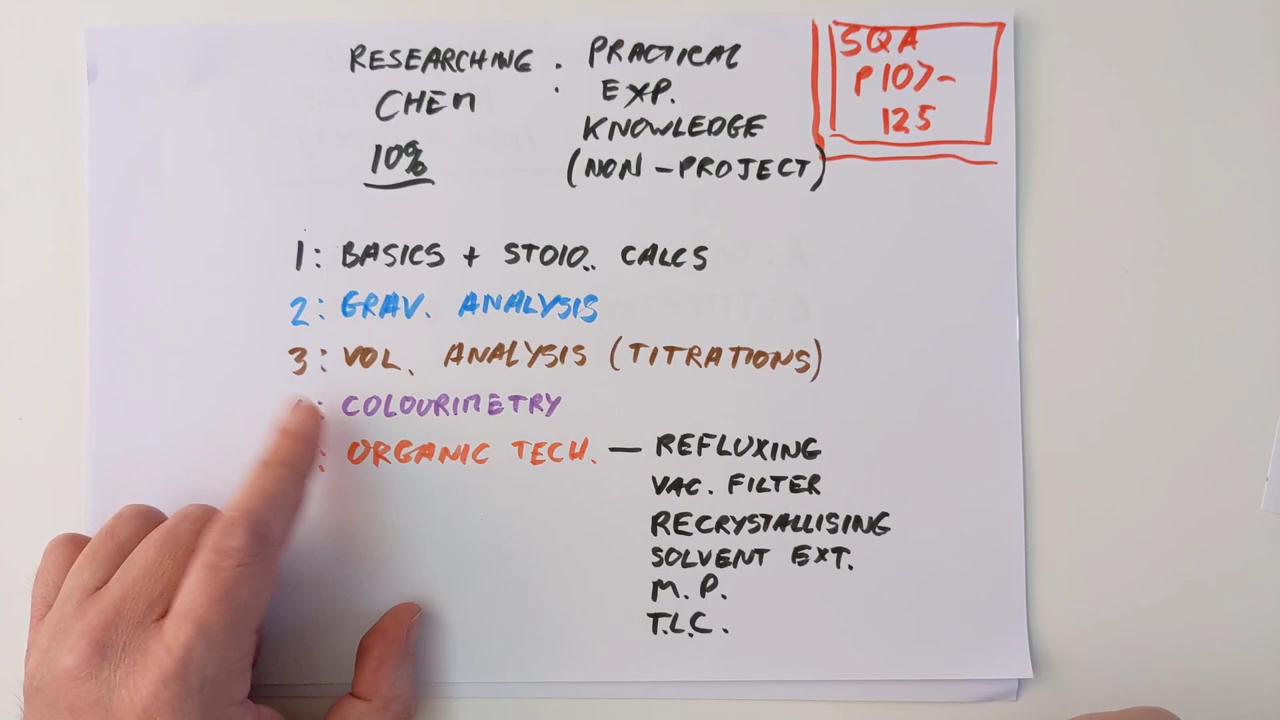 RESEARCHING : PRACTICAL
CHEM EXP.
10% KNOWLEDGE
(NON-PROJECT)
SQA
P107-
125
1: BASICS + STOIO. CALCS
2: GRAV. ANALYSIS
3: VOL. ANALYSIS (TITRATIONS)
: COLOURIMETRY
: ORGANIC TECH. — REFLUXING
VAC. FILTER
RECRYSTALLISING
SOLVENT EXT.
M.P.
T.L.C.